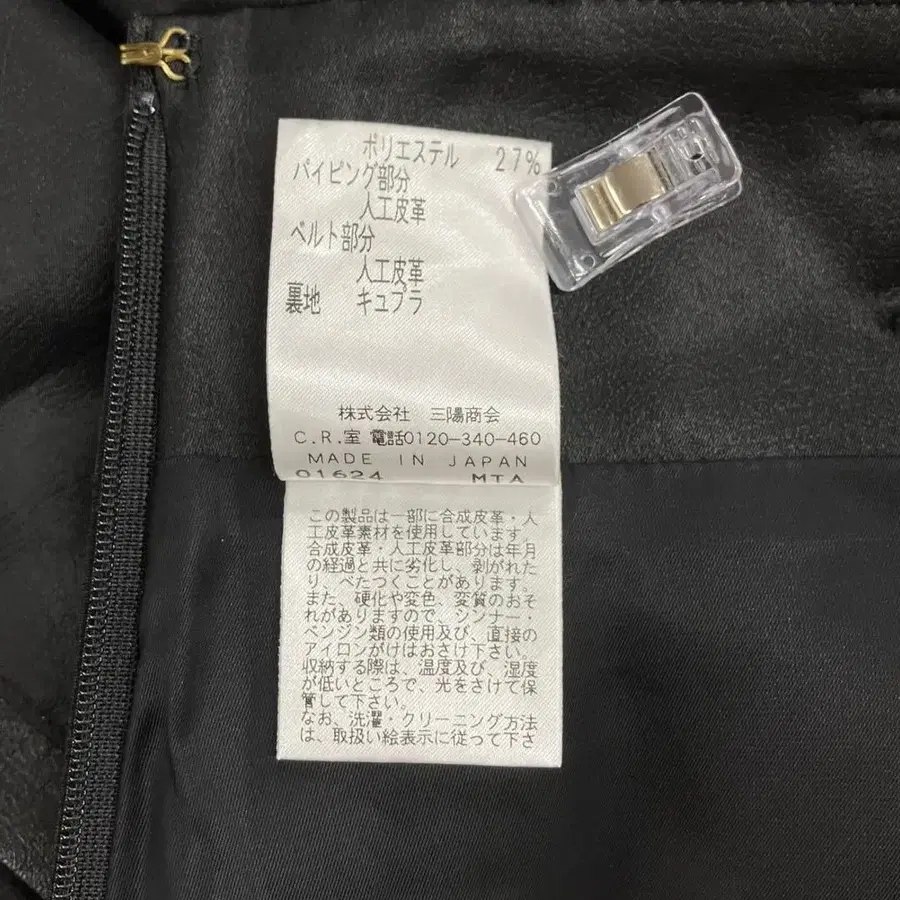 ポリエステル 27%
パイピング部分
人工皮革
ベルト部分
人工皮革
裏地 キュプラ
株式会社 三陽商会
C.R.室 電話0120-340-460
MADE IN JAPAN
01624 MTA
この製品は一部に合成皮革・人
工皮革素材を使用しています。
合成皮革・人工皮革部分は年月
の経過と共に劣化し、剥がれた
り、べたつくことがあります。
また、硬化や変色、変質のおそ
れがありますので、シンナー・
ベンジン類の使用及び、直接の
アイロンがけはおさけ下さい。
収納する際は、温度及び、湿度
が低いところで、光をさけて保
管して下さい。
なお、洗濯・クリーニング方法
は、取扱い絵表示に従って下さ